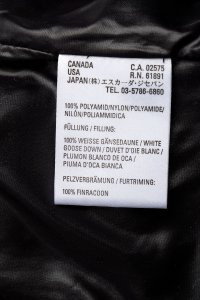 CANADA C.A. 02575
USA R.N. 61891
JAPAN (株) エスカーダ・ジャパン
TEL. 03-5786-6860
100% POLYAMID/NYLON/POLYAMIDE/
NILÓN/POLIAMMIDICA
FÜLLUNG / FILLING:
100% WEISSE GÄNSEDAUNE / WHITE
GOOSE DOWN / DUVET D'OIE BLANC /
PLUMON BLANCO DE OCA /
PIUMA D'OCA BIANCA
PELZVERBRÄMUNG / FURTRIMING:
100% FINRACOON